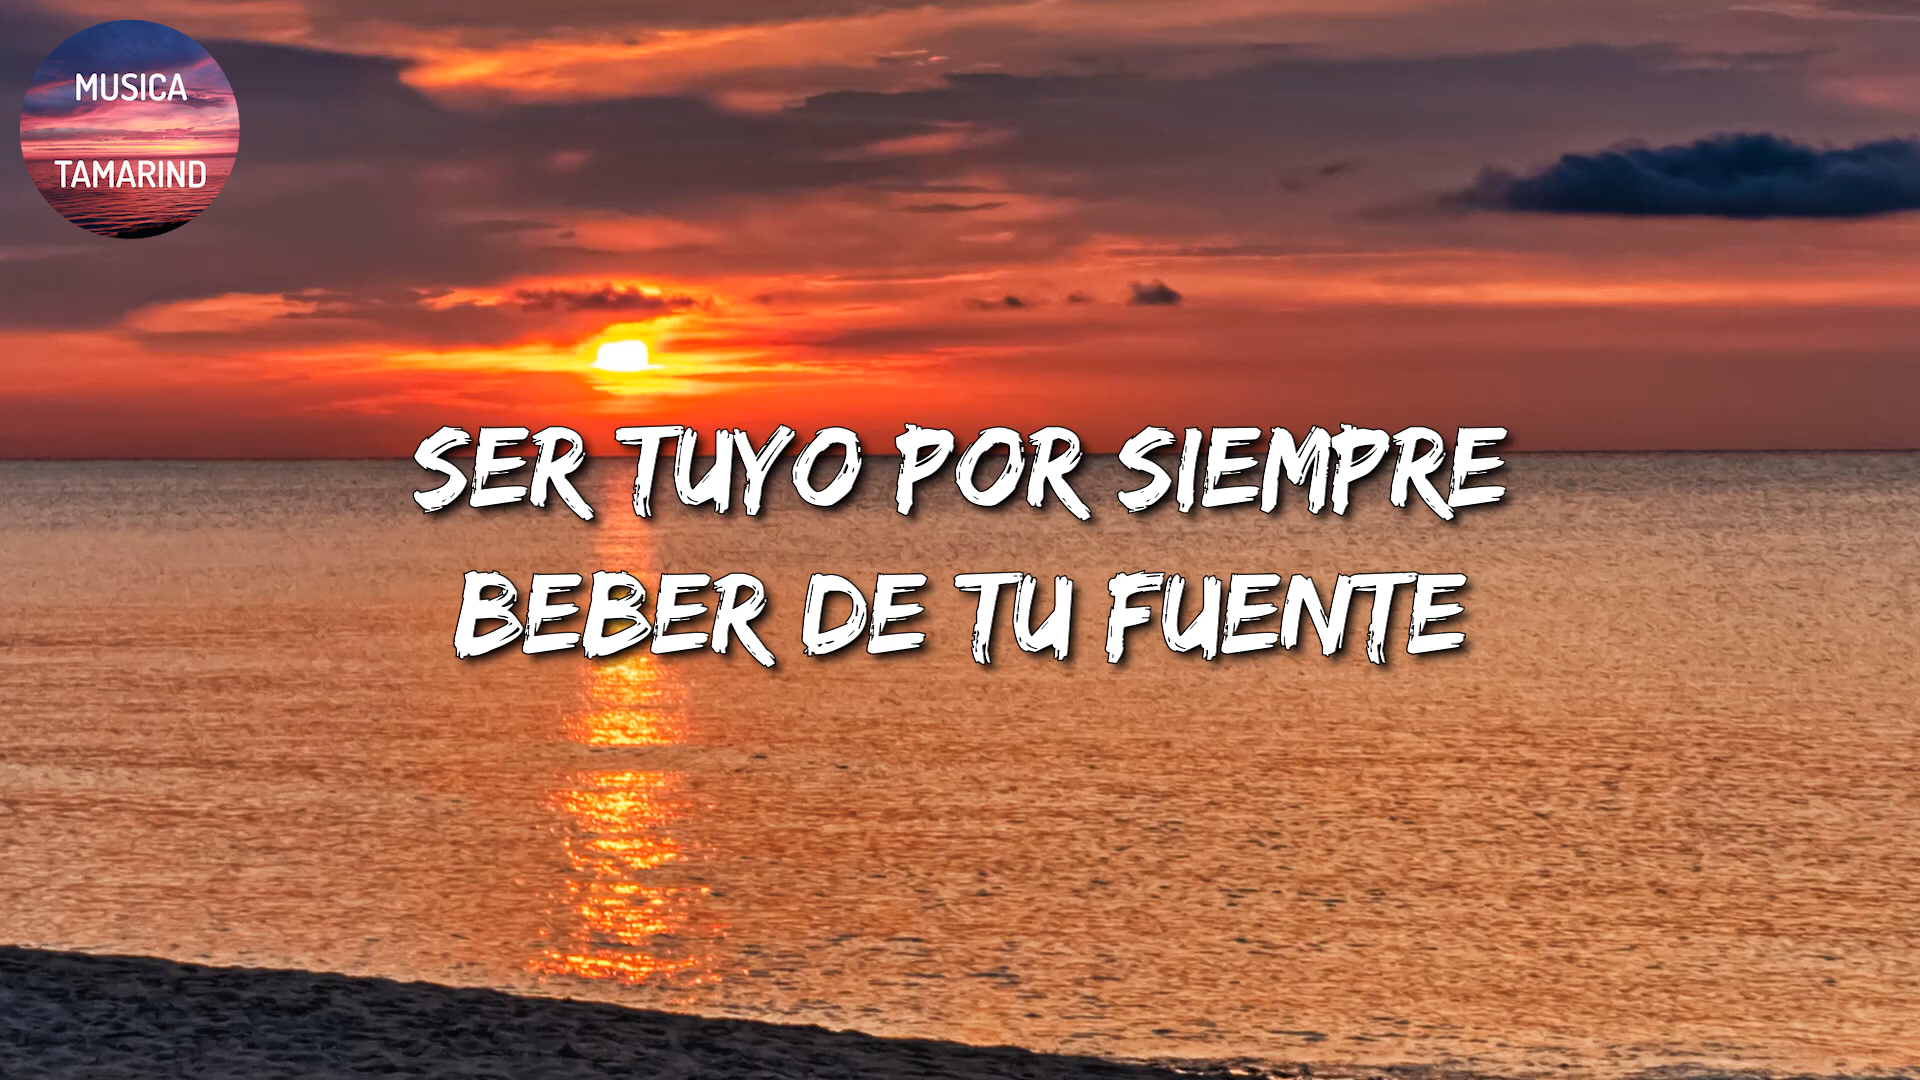 MUSICA
TAMARIND
SER TUYO POR SIEMPRE
BEBER DE TU FUENTE